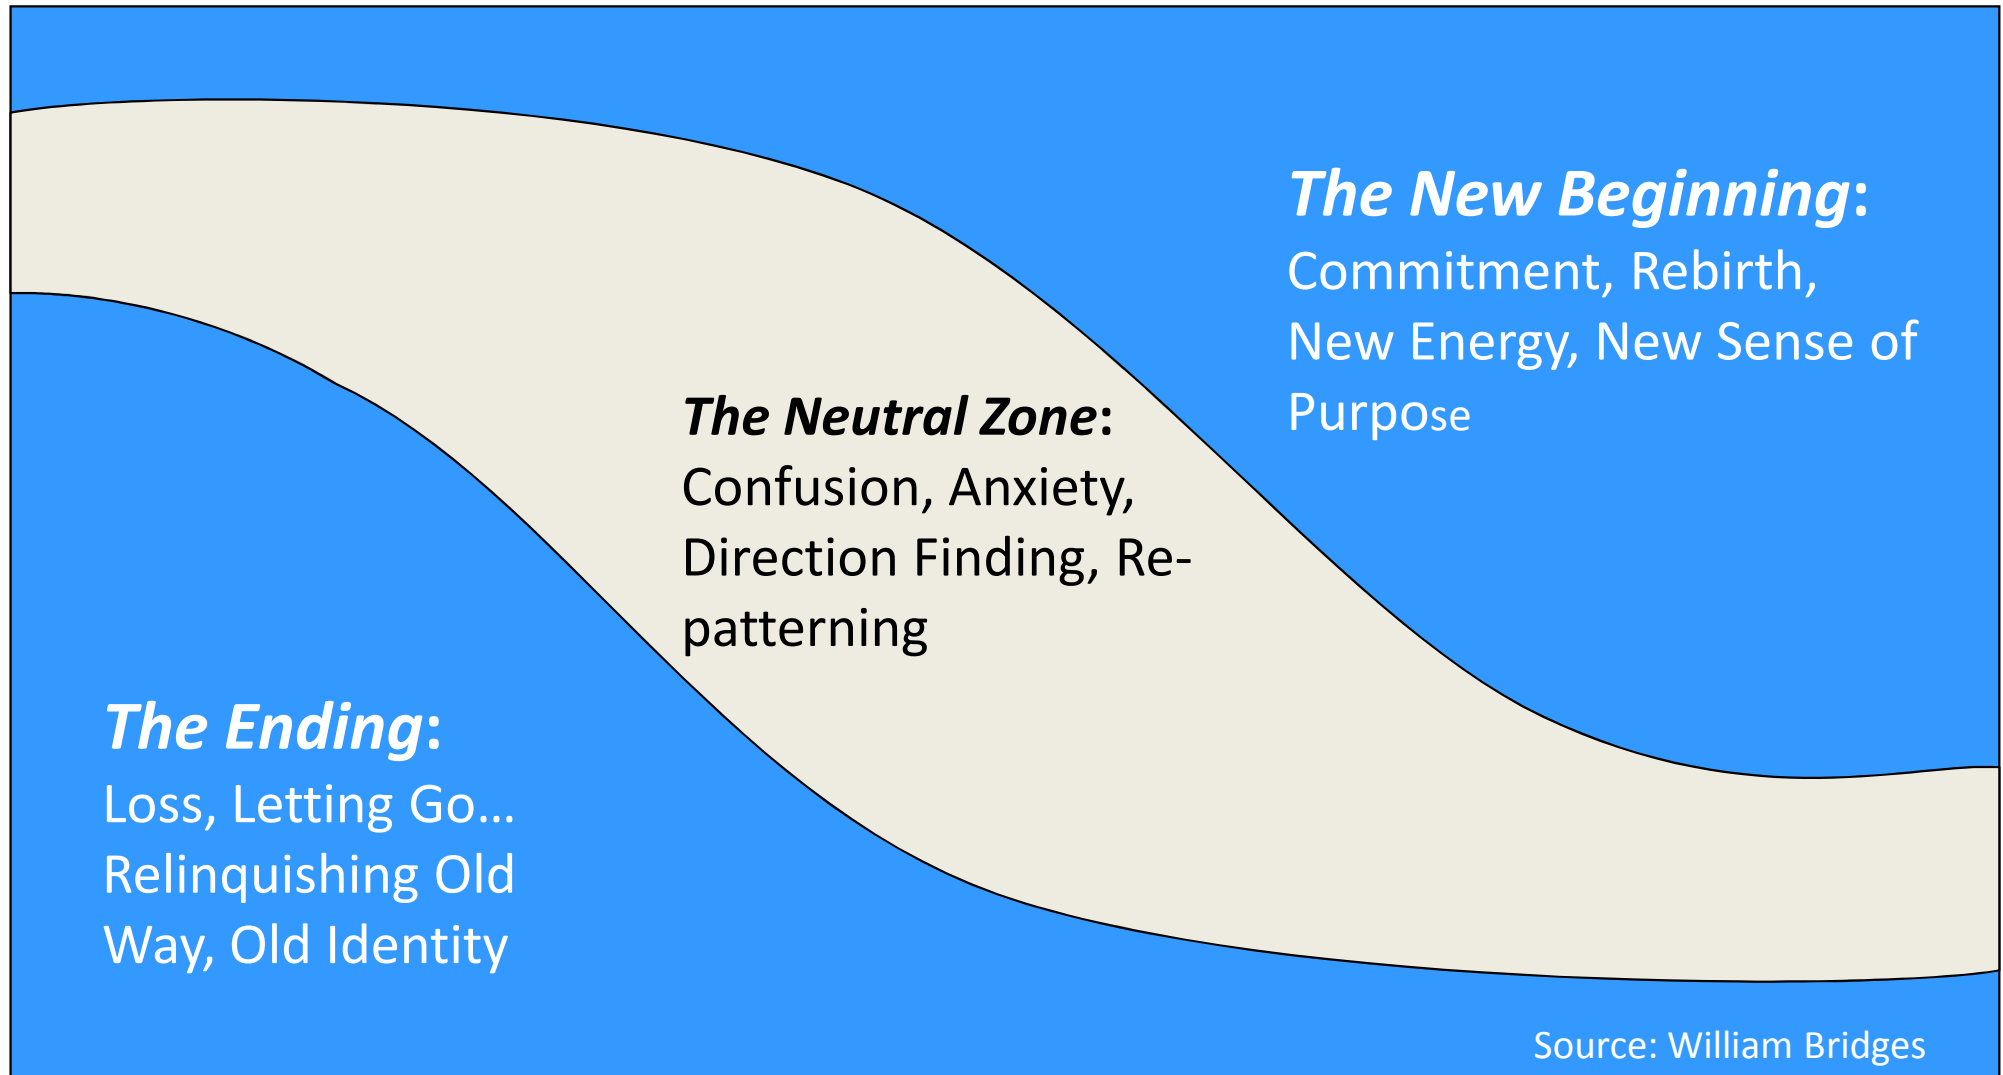 The New Beginning:
Commitment, Rebirth,
New Energy, New Sense of
Purpose
The Neutral Zone:
Confusion, Anxiety,
Direction Finding, Re-
patterning
The Ending:
Loss, Letting Go...
Relinquishing Old
Way, Old Identity
Source: William Bridges